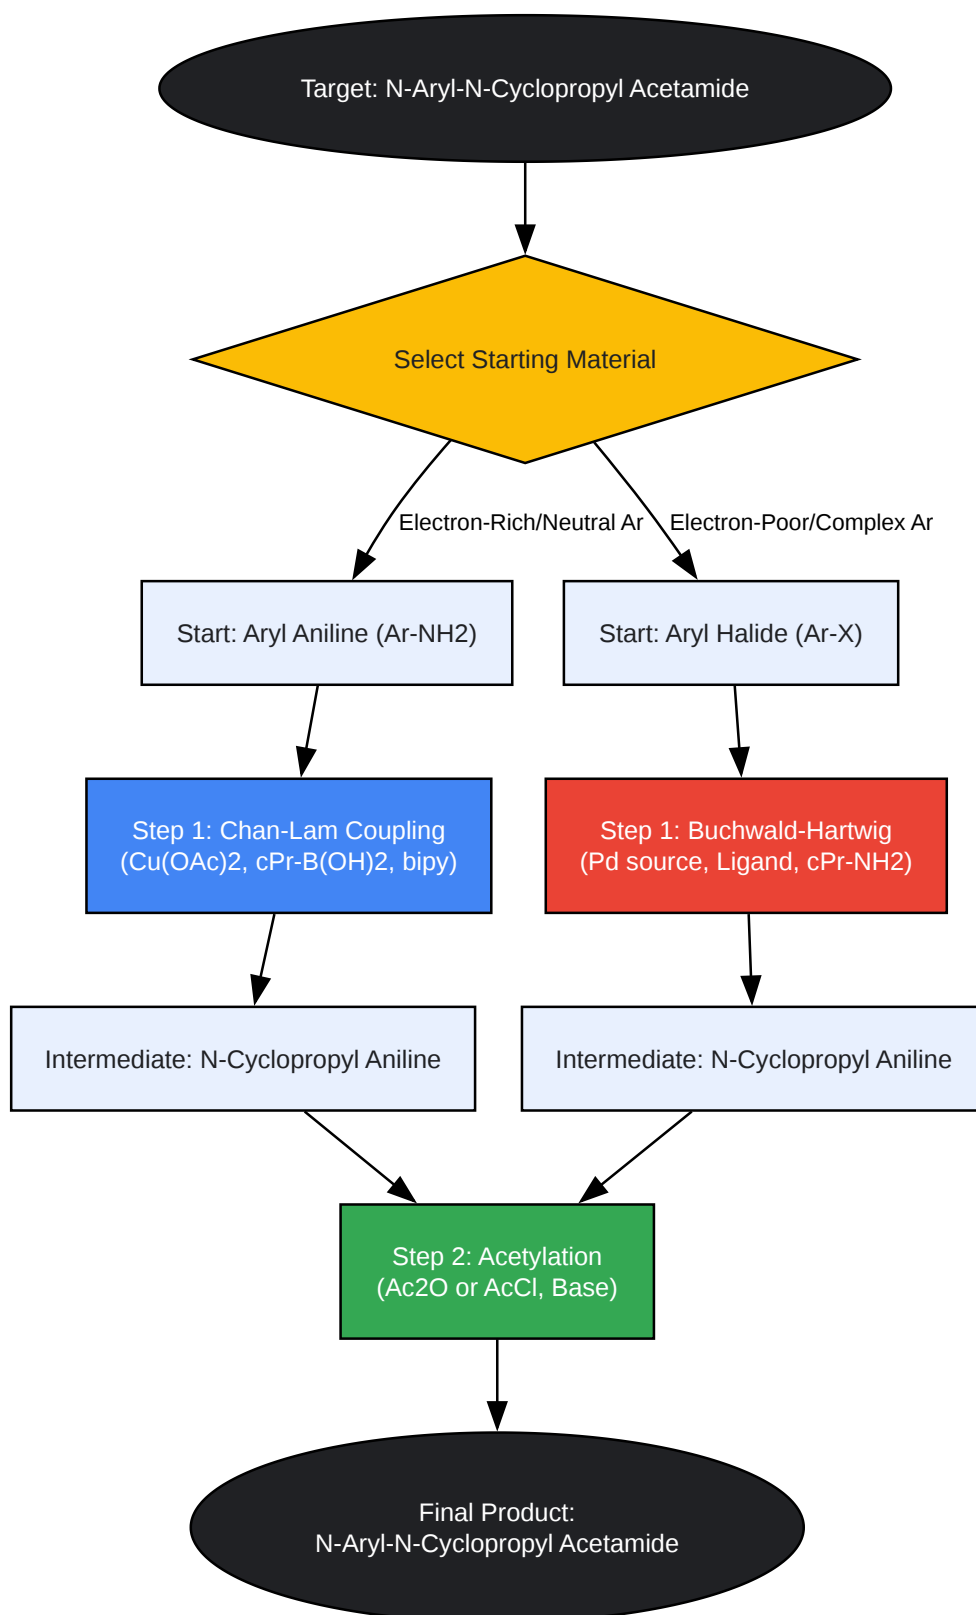 Target: N-Aryl-N-Cyclopropyl Acetamide
Select Starting Material
Electron-Rich/Neutral Ar
Electron-Poor/Complex Ar
Start: Aryl Aniline (Ar-NH2)
Start: Aryl Halide (Ar-X)
Step 1: Chan-Lam Coupling
(Cu(OAc)2, cPr-B(OH)2, bipy)
Step 1: Buchwald-Hartwig
(Pd source, Ligand, cPr-NH2)
Intermediate: N-Cyclopropyl Aniline
Intermediate: N-Cyclopropyl Aniline
Step 2: Acetylation
(Ac2O or AcCl, Base)
Final Product:
N-Aryl-N-Cyclopropyl Acetamide